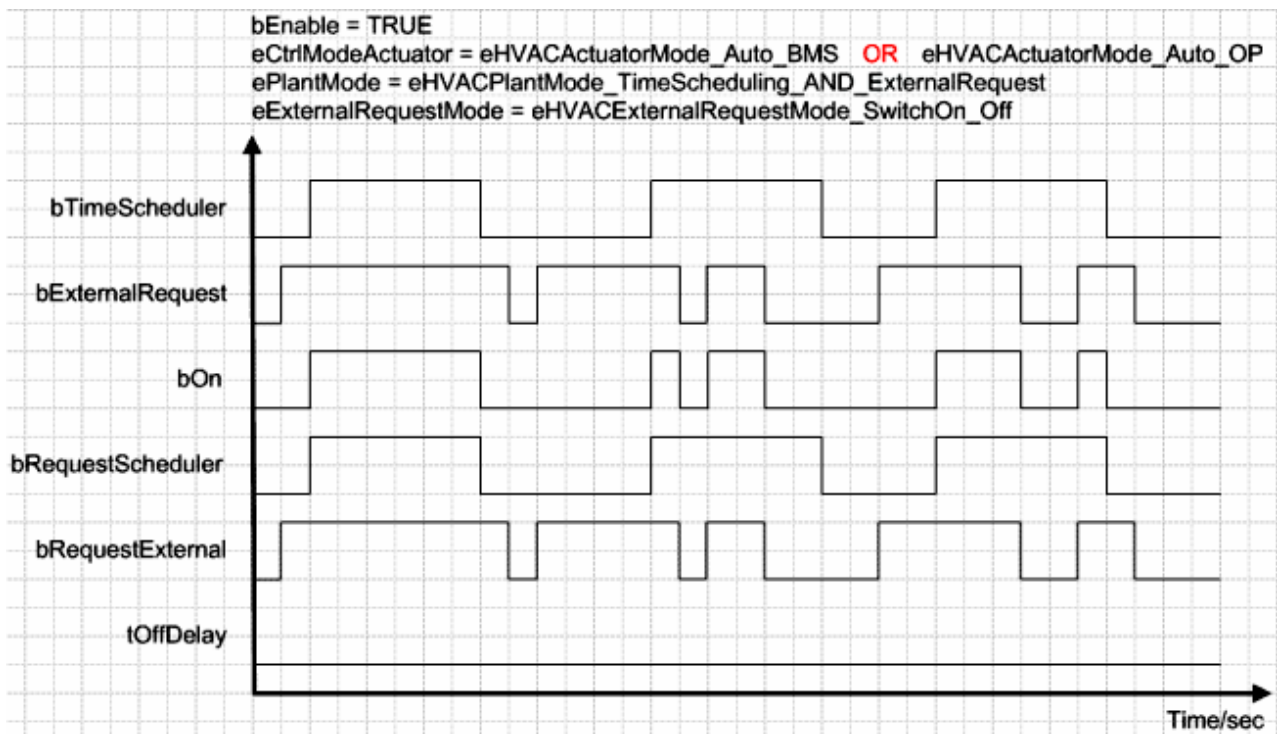 bEnable = TRUE
eCtrlModeActuator = eHVACActuatorMode_Auto_BMS OR eHVACActuatorMode_Auto_OP
ePlantMode = eHVACPlantMode_TimeScheduling_AND_ExternalRequest
eExternalRequestMode = eHVACExternalRequestMode_SwitchOn_Off
bTimeScheduler
bExternalRequest
bOn
bRequestScheduler
bRequestExternal
tOffDelay
Time/sec